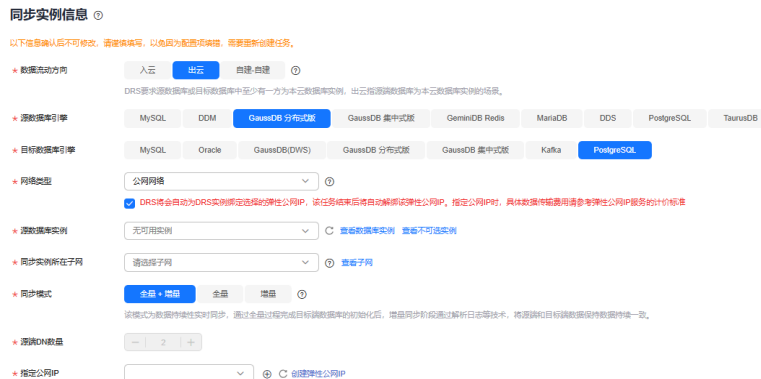 同步实例信息
以下信息确认后不可修改，请谨慎填写，以免因为配置项填错，需要重新创建任务。
* 数据流动方向 入云 出云 自建-自建
DRS要求源数据库或目标数据库中至少有一方为本云数据库实例，出云指源端数据库为本云数据库实例的场景。
* 源数据库引擎 MySQL DDM GaussDB 分布式版 GaussDB 集中式版 GeminiDB Redis MariaDB DDS PostgreSQL TaurusDB
* 目标数据库引擎 MySQL Oracle GaussDB(DWS) GaussDB 分布式版 GaussDB 集中式版 Kafka PostgreSQL
* 网络类型 公网网络
DRS将会自动为DRS实例绑定选择的弹性公网IP，该任务结束后将自动解绑该弹性公网IP。指定公网IP时，具体数据传输费用请参考弹性公网IP服务的计价标准
* 源数据库实例 无可用实例 查看数据库实例 查看不可选实例
* 同步实例所在子网 请选择子网 查看子网
* 同步模式 全量+增量 全量 增量
该模式为数据持续性实时同步，通过全量过程完成目标端数据库的初始化后，增量同步阶段通过解析日志等技术，将源端和目标端数据保持数据持续一致。
* 源端DN数量 − 2 +
* 指定公网IP 创建弹性公网IP